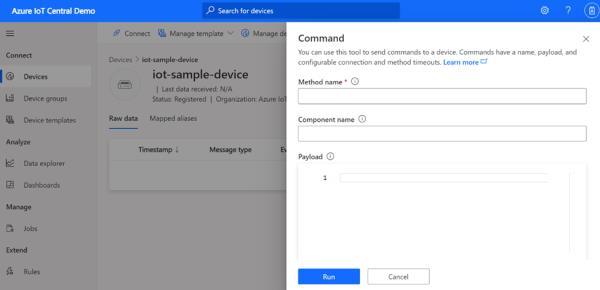 Azure IoT Central Demo
Search for devices
Connect
Devices
Device groups
Device templates
Analyze
Data explorer
Dashboards
Manage
Jobs
Extend
Rules
Connect Manage template Manage de
Devices > iot-sample-device
iot-sample-device
| Last data received: N/A
Status: Registered | Organization: Azure IoT
Raw data Mapped aliases
Timestamp ↓ Message type Ev
Command
You can use this tool to send commands to a device. Commands have a name, payload, and
configurable connection and method timeouts. Learn more
Method name *
Component name
Payload
1
Run Cancel